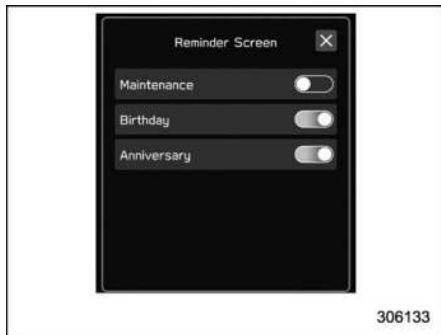 Reminder Screen
Maintenance
Birthday
Anniversary
306133